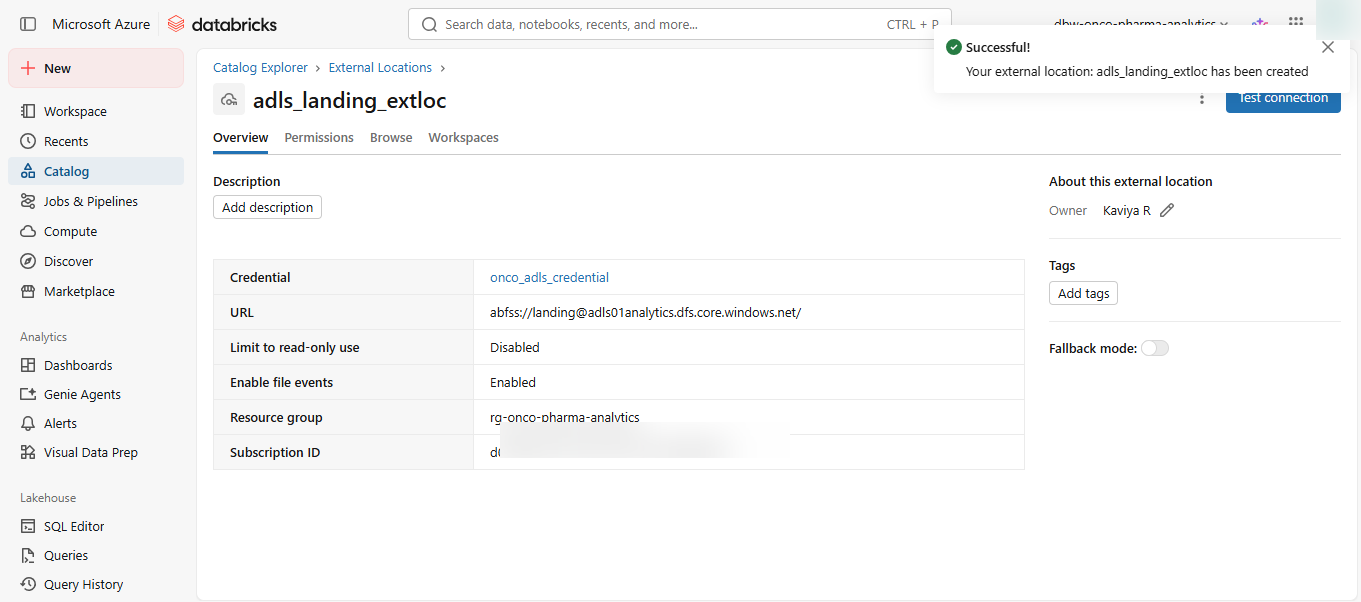 Microsoft Azure databricks Search data, notebooks, recents, and more... CTRL + P dbw-onco-pharma-analytics
Successful!
Your external location: adls_landing_extloc has been created
New
Workspace
Recents
Catalog
Jobs & Pipelines
Compute
Discover
Marketplace
Analytics
Dashboards
Genie Agents
Alerts
Visual Data Prep
Lakehouse
SQL Editor
Queries
Query History
Catalog Explorer › External Locations ›
adls_landing_extloc
Test connection
Overview Permissions Browse Workspaces
Description
Add description
Credential onco_adls_credential
URL abfss://landing@adls01analytics.dfs.core.windows.net/
Limit to read-only use Disabled
Enable file events Enabled
Resource group rg-onco-pharma-analytics
Subscription ID
About this external location
Owner Kaviya R
Tags
Add tags
Fallback mode: